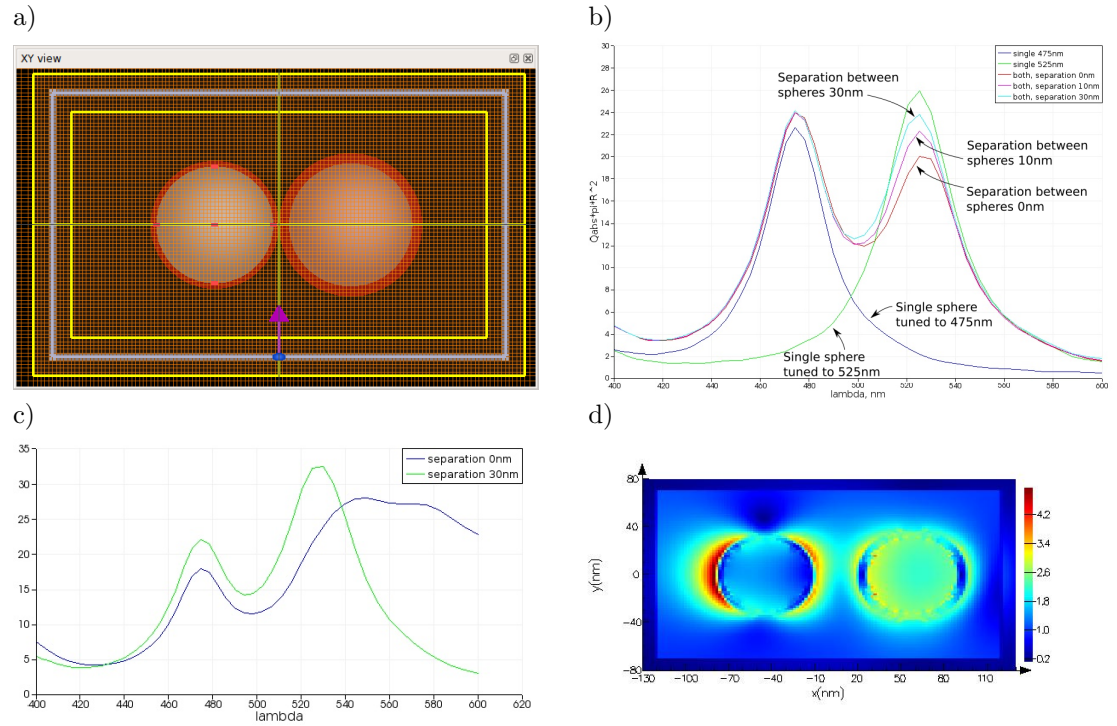 a)
XY view
b)
30
28
26
24
22
20
18
16
14
12
10
8
6
4
2
0
Qabs*pi*R^2
single 475nm
single 525nm
both, separation 0nm
both, separation 10nm
both, separation 30nm
Separation between
spheres 30nm
Separation between
spheres 10nm
Separation between
spheres 0nm
Single sphere
tuned to 475nm
Single sphere
tuned to 525nm
400 420 440 460 480 500 520 540 560 580 600
lambda, nm
c)
35
30
25
20
15
10
5
0
separation 0nm
separation 30nm
400 420 440 460 480 500 520 540 560 580 600 620
lambda
d)
80
40
0
−40
−80
y(nm)
−130 −100 −70 −40 −10 20 50 80 110
x(nm)
4.2
3.4
2.6
1.8
1.0
0.2